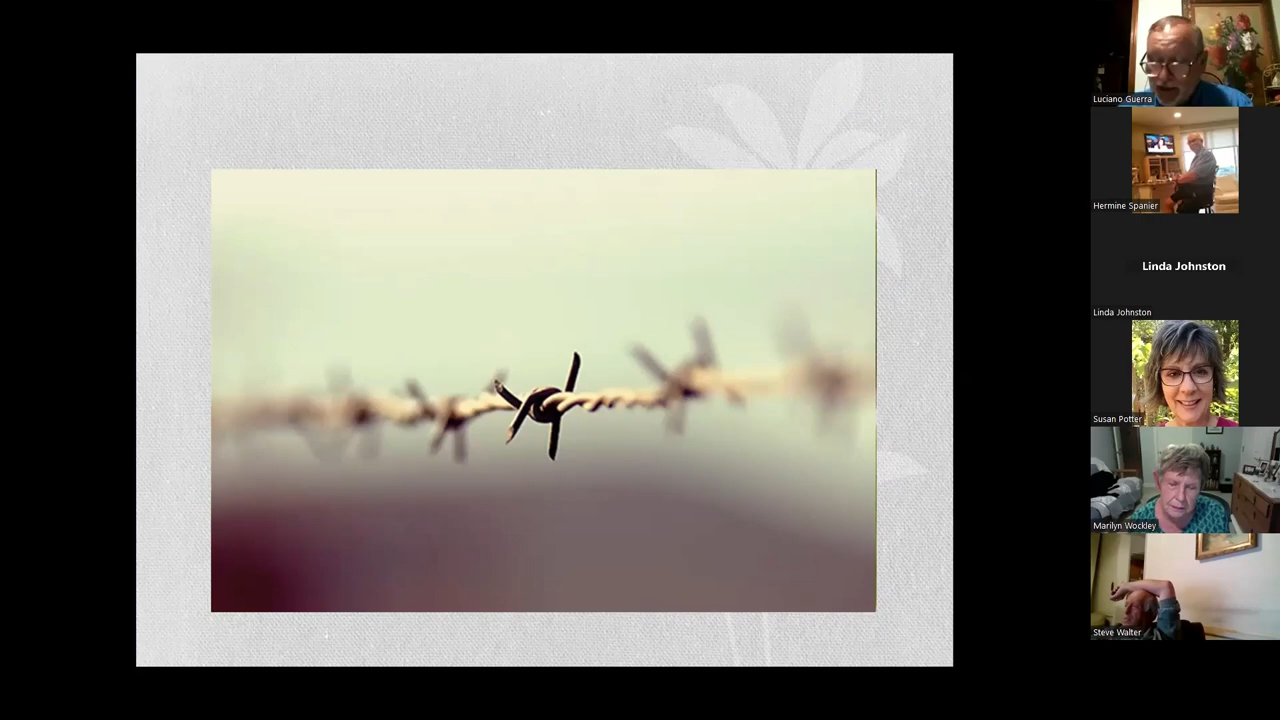 Luciano Guerra
Hermine Spanier
Linda Johnston
Linda Johnston
Susan Potter
Marilyn Wockley
Steve Walter